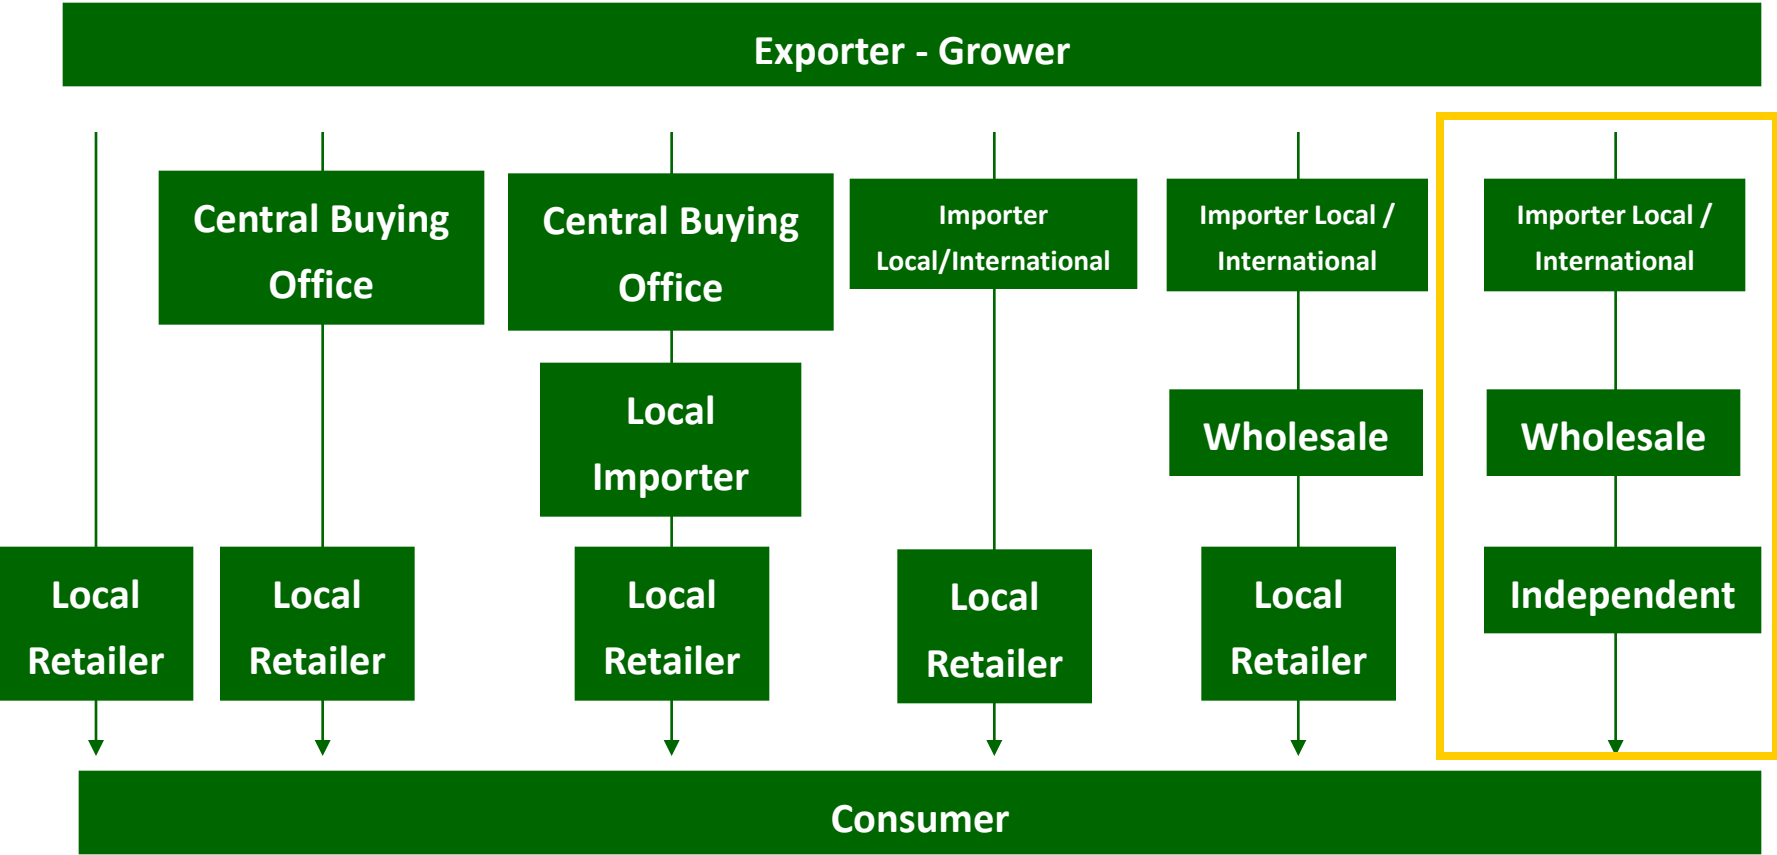 Exporter - Grower
Central Buying
Office
Central Buying
Office
Importer
Local/International
Importer Local /
International
Importer Local /
International
Local
Importer
Wholesale
Wholesale
Local
Retailer
Local
Retailer
Local
Retailer
Local
Retailer
Local
Retailer
Independent
Consumer